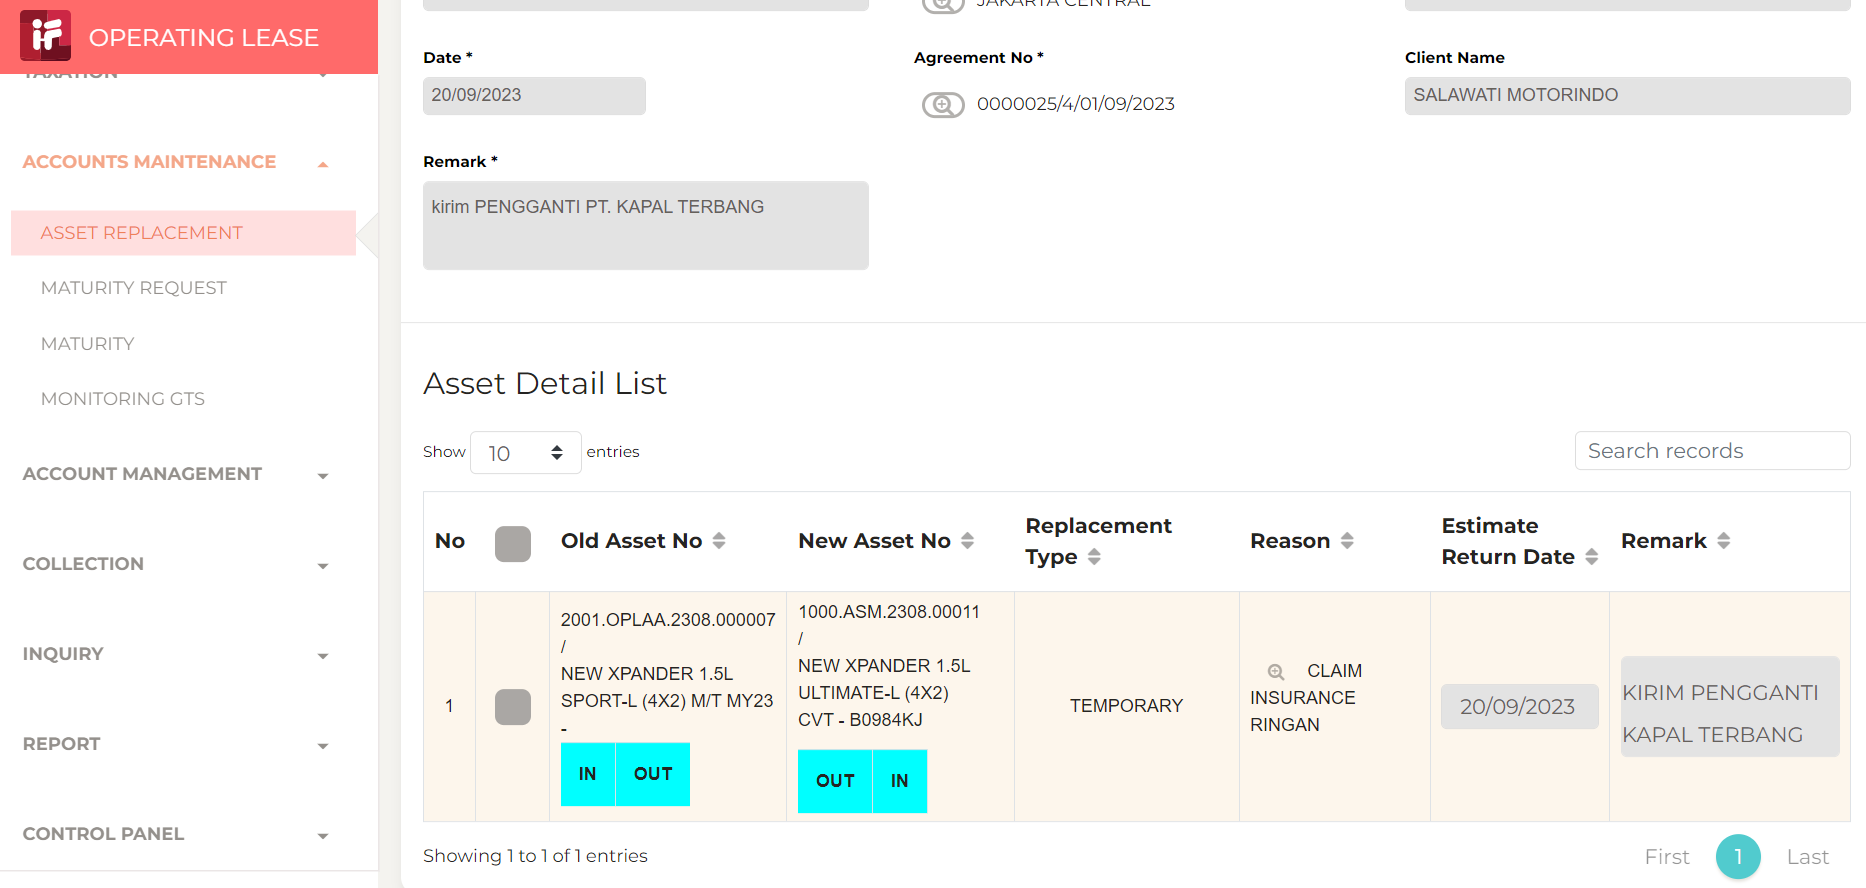 OPERATING LEASE
TAXATION
ACCOUNTS MAINTENANCE
ASSET REPLACEMENT
MATURITY REQUEST
MATURITY
MONITORING GTS
ACCOUNT MANAGEMENT
COLLECTION
INQUIRY
REPORT
CONTROL PANEL
JAKARTA CENTRAL
Date *
20/09/2023
Agreement No *
0000025/4/01/09/2023
Client Name
SALAWATI MOTORINDO
Remark *
kirim PENGGANTI PT. KAPAL TERBANG
Asset Detail List
Show 10 entries
Search records
No
Old Asset No
New Asset No
Replacement
Type
Reason
Estimate
Return Date
Remark
1
2001.OPLAA.2308.000007
/
NEW XPANDER 1.5L
SPORT-L (4X2) M/T MY23
-
IN OUT
1000.ASM.2308.00011
/
NEW XPANDER 1.5L
ULTIMATE-L (4X2)
CVT - B0984KJ
OUT IN
TEMPORARY
CLAIM
INSURANCE
RINGAN
20/09/2023
KIRIM PENGGANTI
KAPAL TERBANG
Showing 1 to 1 of 1 entries
First 1 Last